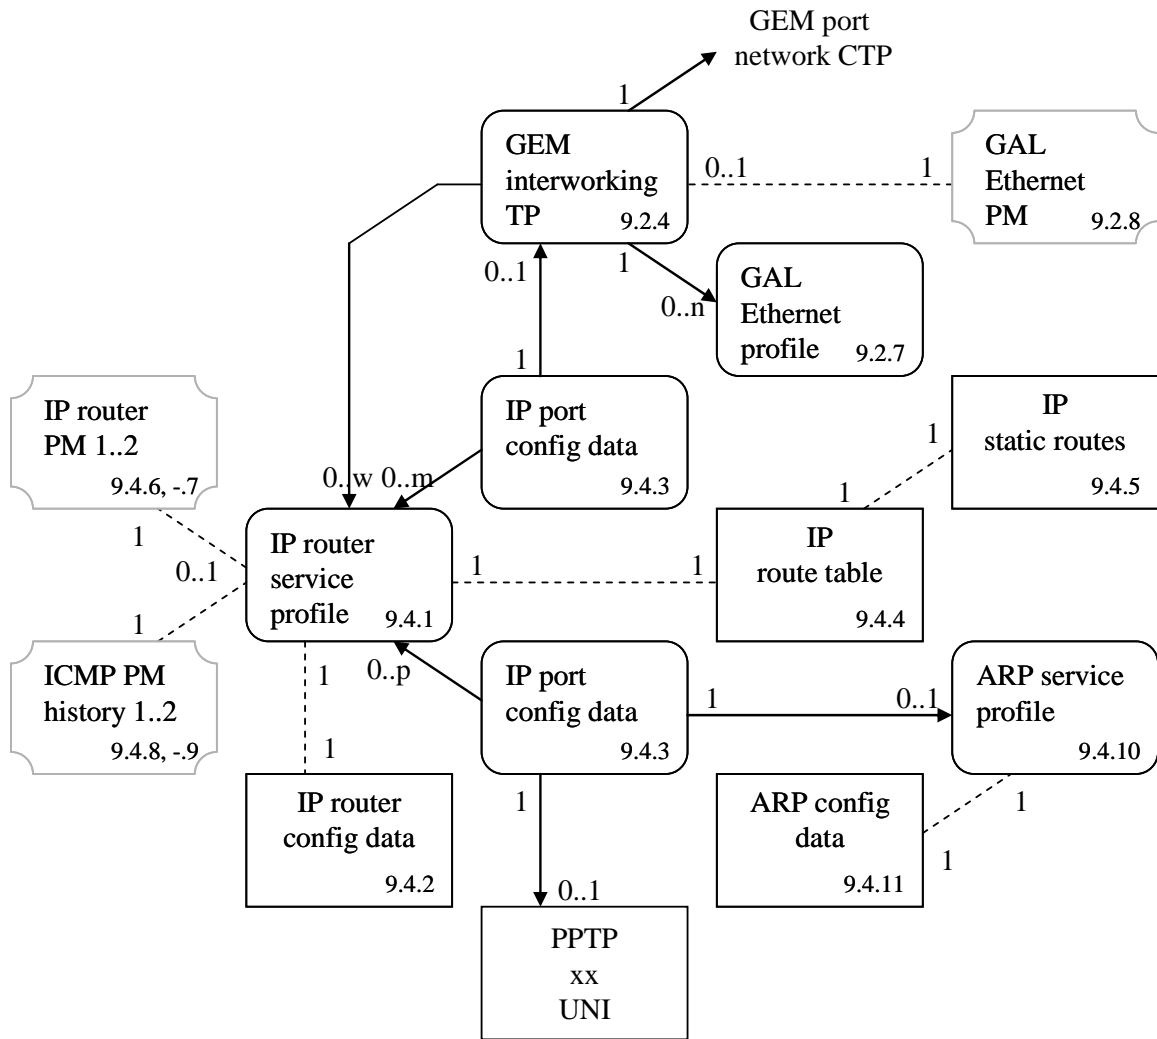 GEM port
network CTP
1
GEM
interworking
TP
9.2.4
0..1
1
GAL
Ethernet
PM
9.2.8
0..1
1
0..n
GAL
Ethernet
profile
9.2.7
1
IP router
PM 1..2
9.4.6, -.7
IP port
config data
9.4.3
IP
static routes
9.4.5
1
0..w
0..m
1
1
0..1
1
IP router
service
profile
9.4.1
1
1
IP
route table
9.4.4
ICMP PM
history 1..2
9.4.8, -.9
1
0..p
IP port
config data
9.4.3
1
0..1
ARP service
profile
9.4.10
1
IP router
config data
9.4.2
1
0..1
ARP config
data
9.4.11
1
1
PPTP
xx
UNI